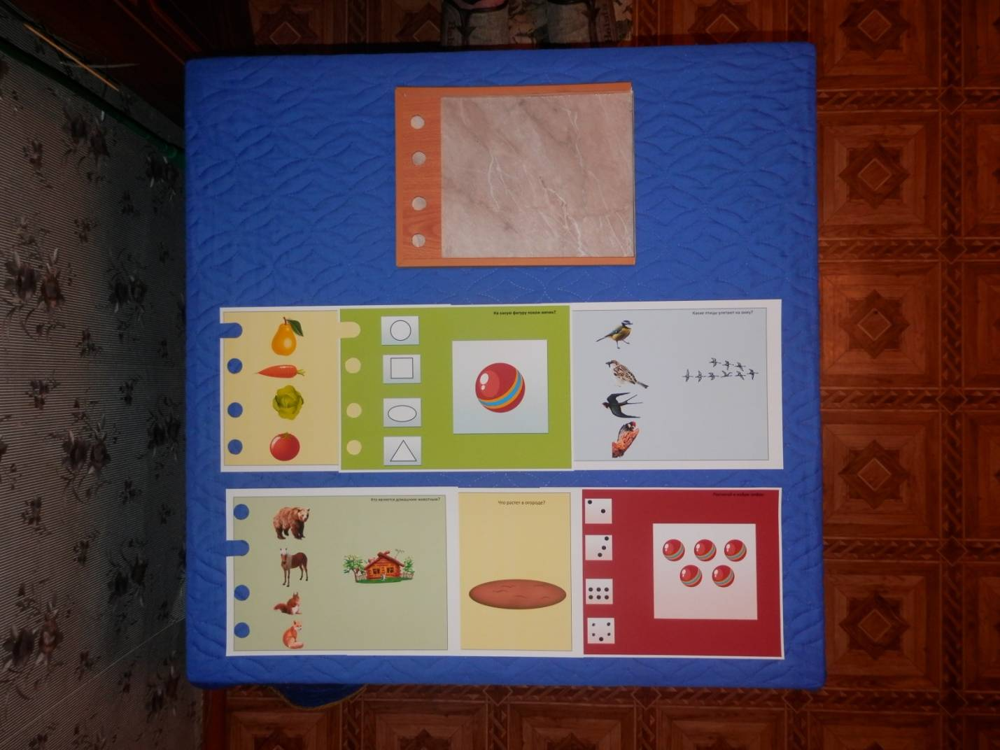 На какую фигуру похож мячик?
Какие птицы улетают на зиму?
Кто является домашним животным?
Что растет в огороде?